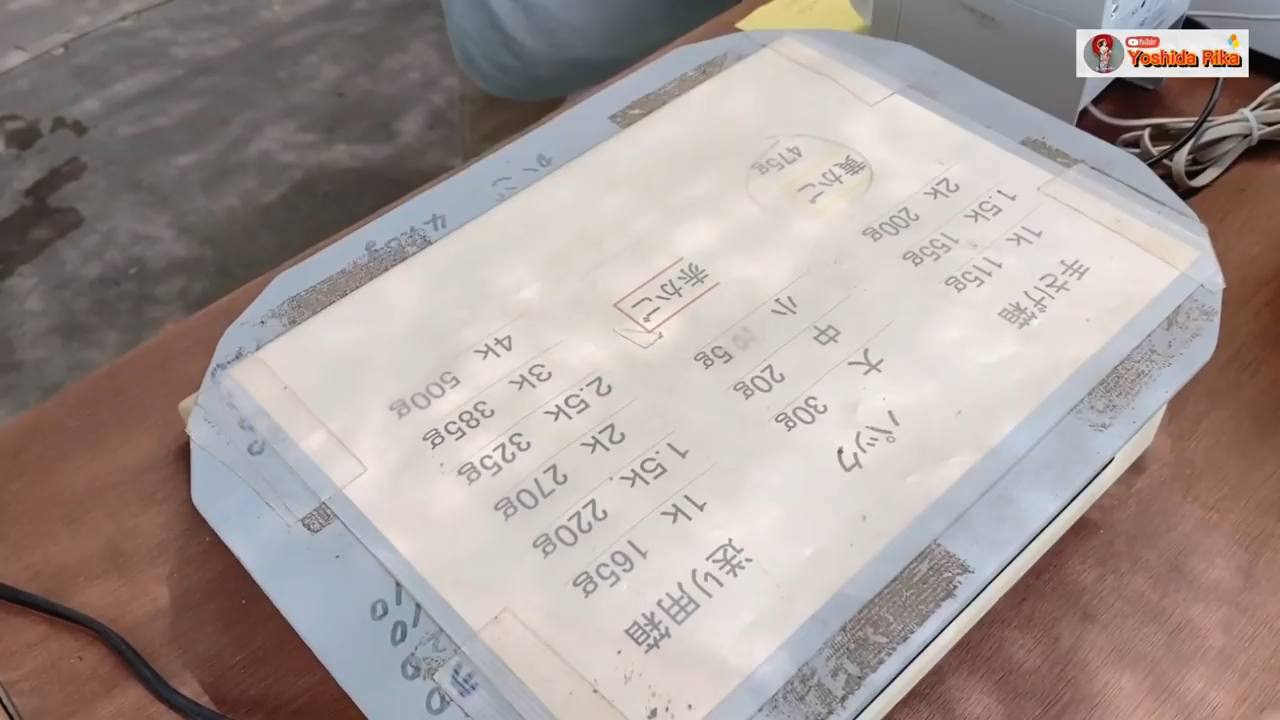 送り用箱
1k 165g
1.5k 220g
2k 270g
2.5k 325g
3k 385g
4k 500g
パック
大 30g
中 20g
小 5g
赤かご
手さげ箱
1k 115g
1.5k 155g
2k 200g
黄かご
475g
YouTube
Yoshida Rika